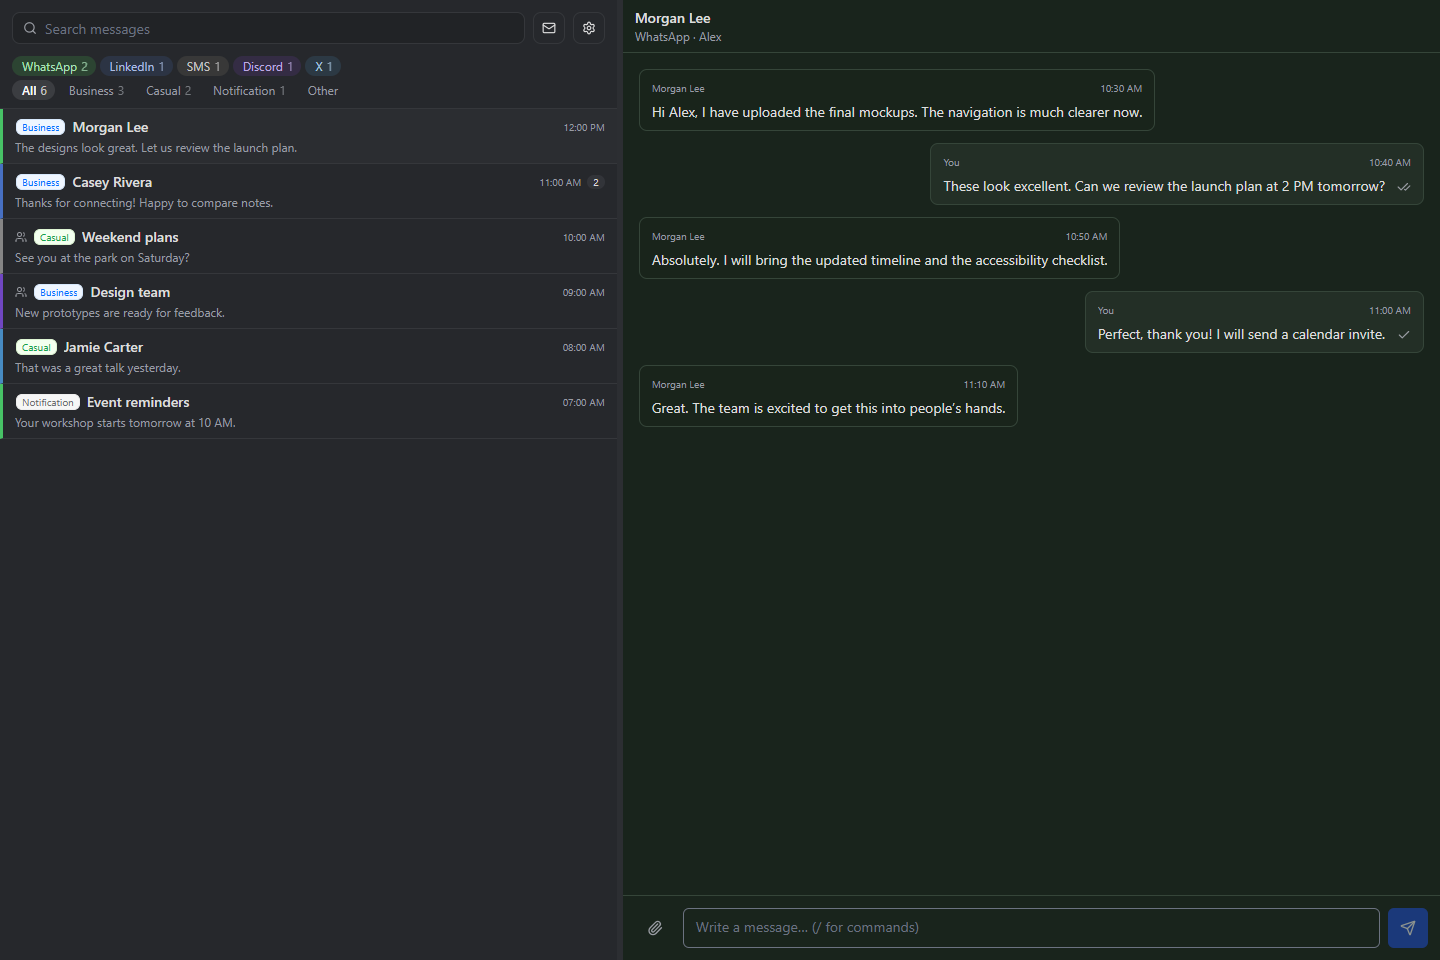 Search messages
WhatsApp 2 LinkedIn 1 SMS 1 Discord 1 X 1
All 6 Business 3 Casual 2 Notification 1 Other
Business Morgan Lee 12:00 PM
The designs look great. Let us review the launch plan.
Business Casey Rivera 11:00 AM 2
Thanks for connecting! Happy to compare notes.
Casual Weekend plans 10:00 AM
See you at the park on Saturday?
Business Design team 09:00 AM
New prototypes are ready for feedback.
Casual Jamie Carter 08:00 AM
That was a great talk yesterday.
Notification Event reminders 07:00 AM
Your workshop starts tomorrow at 10 AM.
Morgan Lee
WhatsApp · Alex
Morgan Lee 10:30 AM
Hi Alex, I have uploaded the final mockups. The navigation is much clearer now.
You 10:40 AM
These look excellent. Can we review the launch plan at 2 PM tomorrow?
Morgan Lee 10:50 AM
Absolutely. I will bring the updated timeline and the accessibility checklist.
You 11:00 AM
Perfect, thank you! I will send a calendar invite.
Morgan Lee 11:10 AM
Great. The team is excited to get this into people’s hands.
Write a message... (/ for commands)